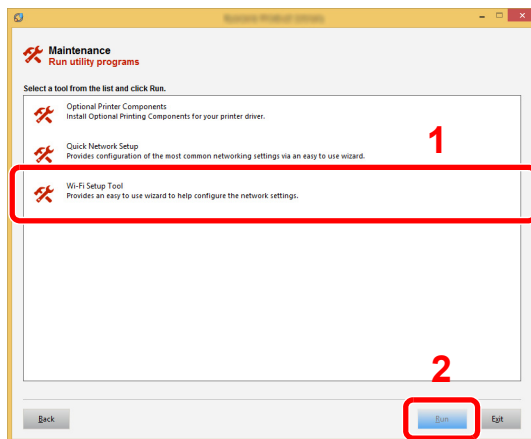 Maintenance
Run utility programs
Select a tool from the list and click Run.
Optional Printer Components
Install Optional Printing Components for your printer driver.
1
Quick Network Setup
Provides configuration of the most common networking settings via an easy to use wizard.
Wi-Fi Setup Tool
Provides an easy to use wizard to help configure the network settings.
2
Back
Run
Exit